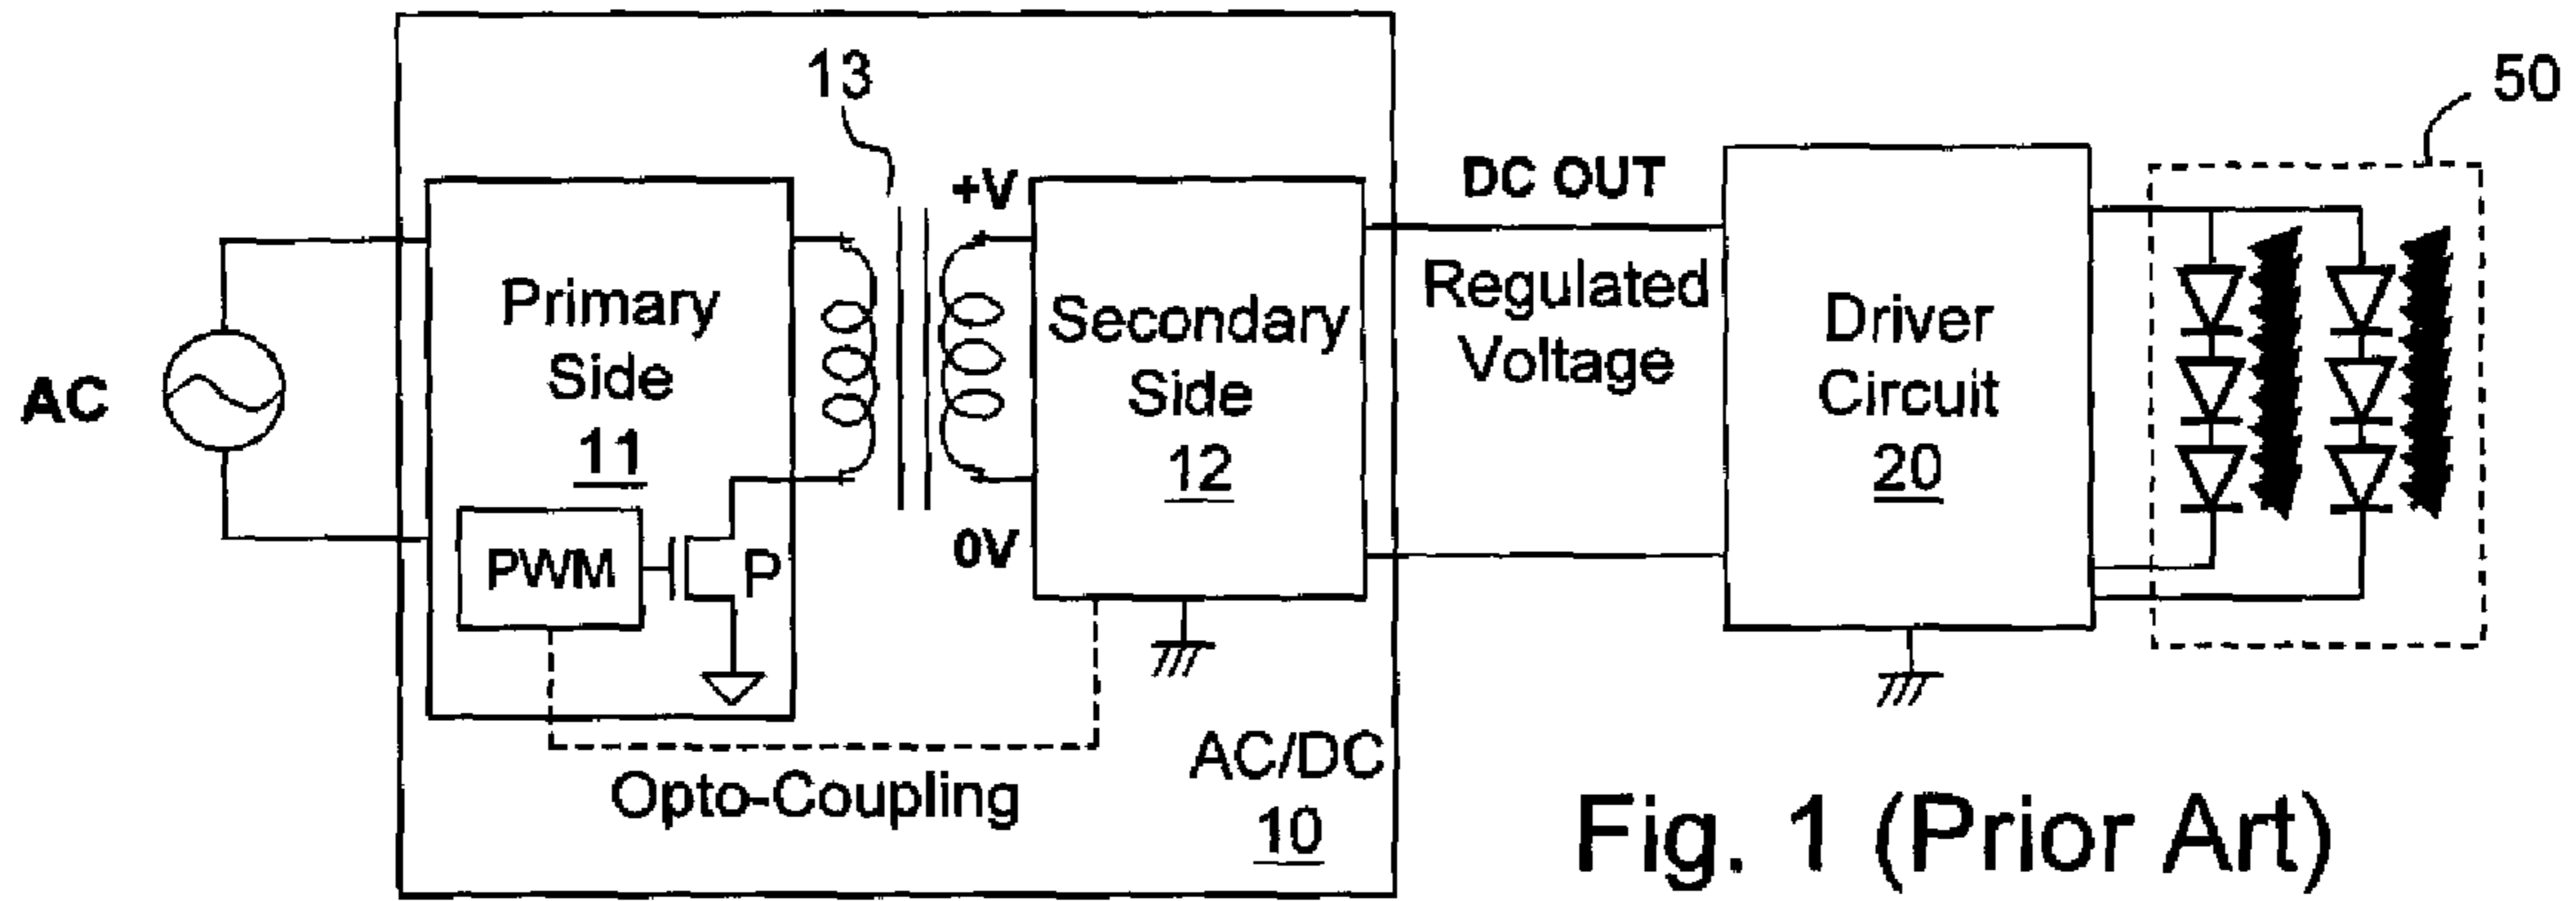 13
50
+V
DC OUT
Primary
Side
11
Secondary
Side
12
Regulated
Voltage
Driver
Circuit
20
AC
PWM
P
0V
Opto-Coupling
AC/DC
10
Fig. 1 (Prior Art)